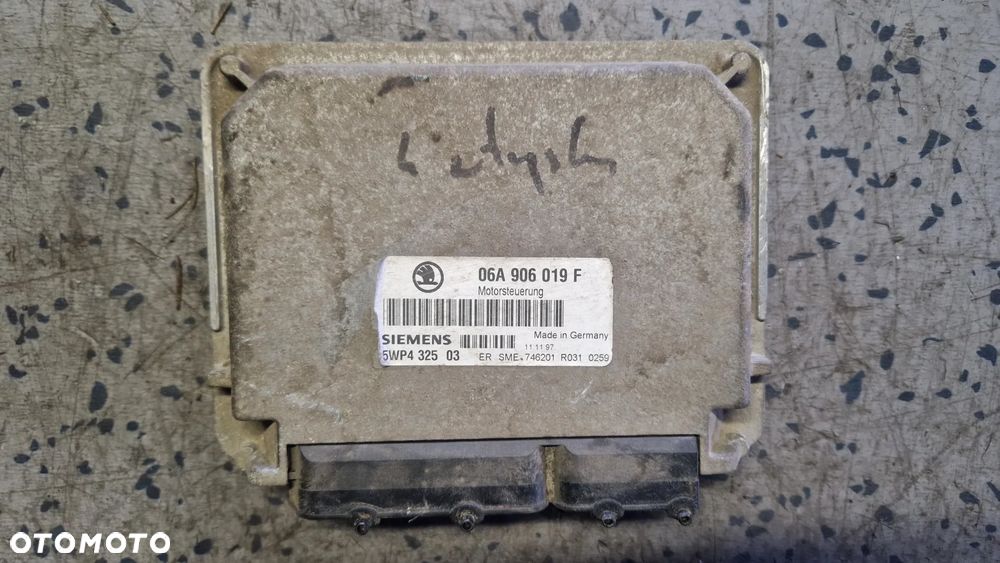 06A 906 019 F
Motorsteuerung
Made in Germany
SIEMENS
11 11 97
5WP4 325 03 ER SME 746201 R031 0259
OTOMOTO